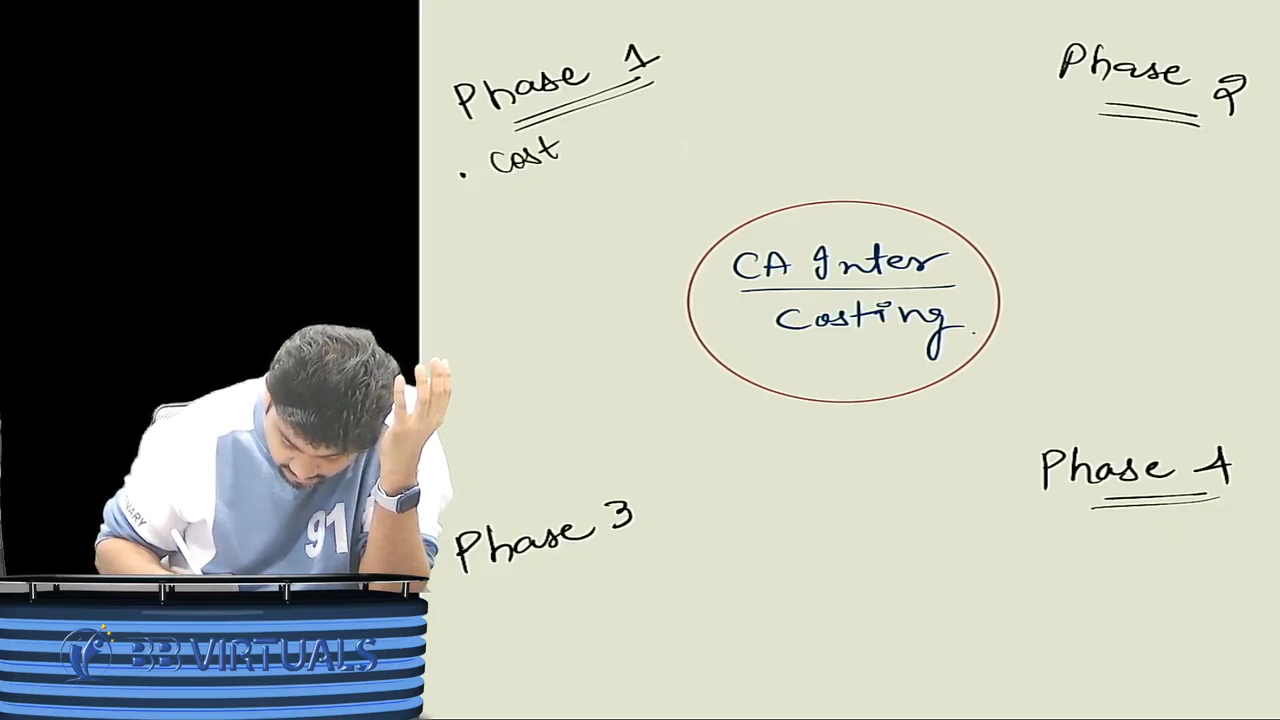 Phase 1
Phase 2
. Cost
CA Inter
Costing.
Phase 4
Phase 3
91
BB VIRTUALS